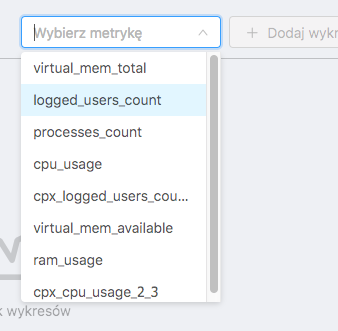 Wybierz metrykę
+ Dodaj wykr
virtual_mem_total
logged_users_count
processes_count
cpu_usage
cpx_logged_users_cou...
virtual_mem_available
ram_usage
cpx_cpu_usage_2_3
k wykresów